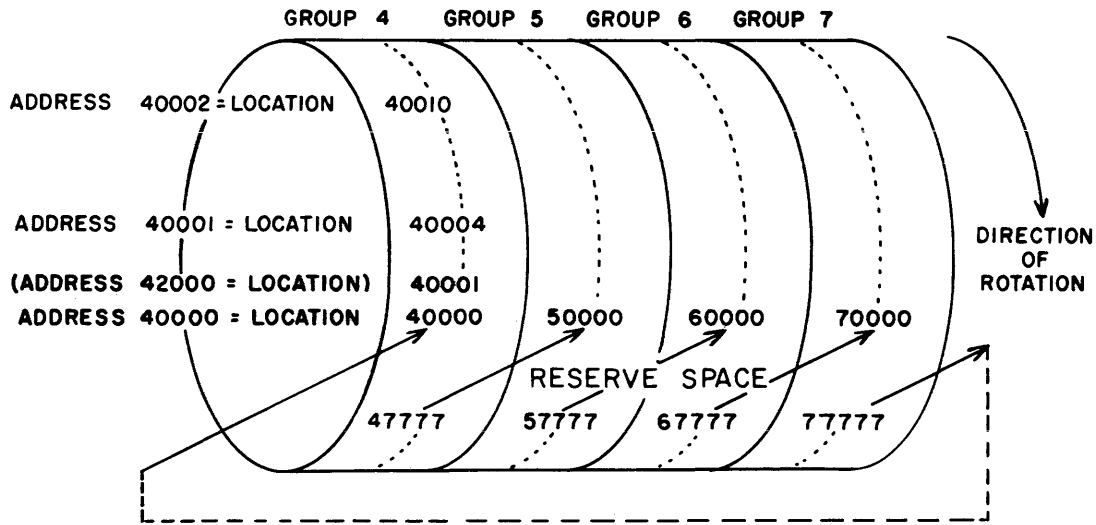 GROUP 4 GROUP 5 GROUP 6 GROUP 7
ADDRESS 40002 = LOCATION 40010
ADDRESS 40001 = LOCATION 40004
DIRECTION
OF
ROTATION
(ADDRESS 42000 = LOCATION) 40001
ADDRESS 40000 = LOCATION 40000 50000 60000 70000
RESERVE SPACE
47777 57777 67777 77777